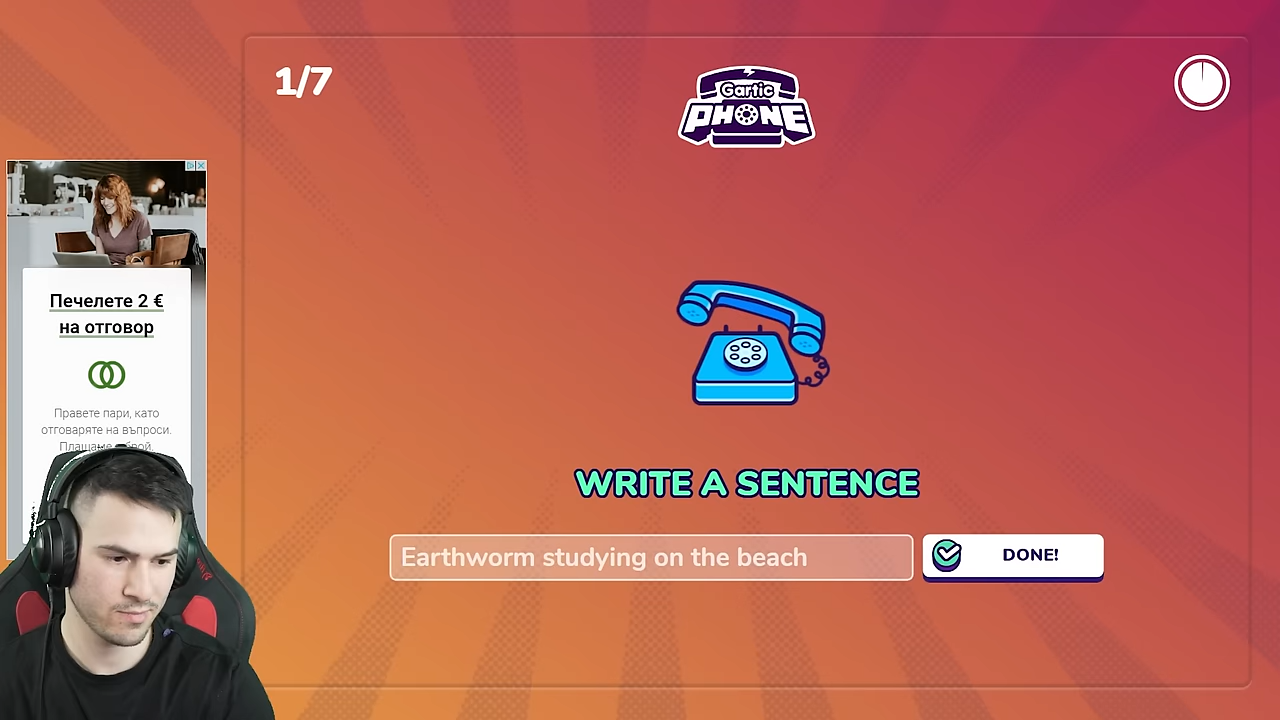 1/7
Gartic
PHONE
Печелете 2 €
на отговор
Правете пари, като
отговаряте на въпроси.
Плащаме
WRITE A SENTENCE
Earthworm studying on the beach
DONE!